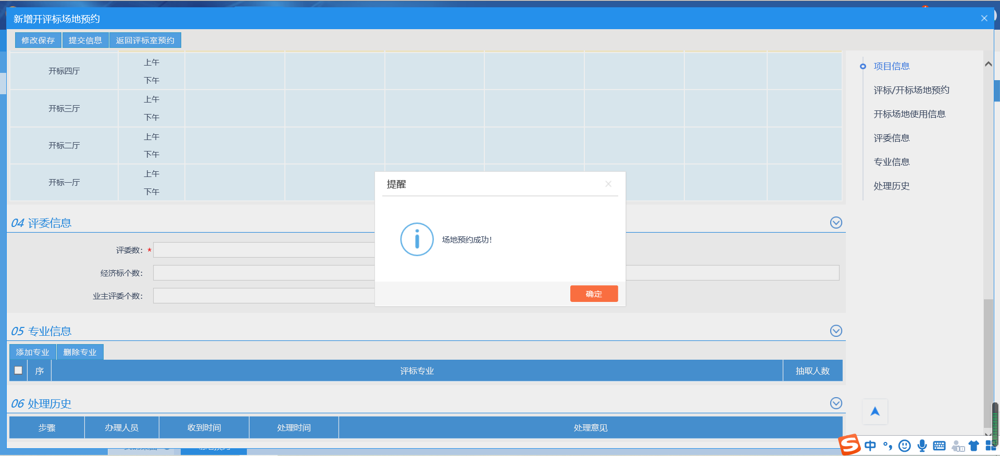 新增开评标场地预约
修改保存 提交信息 返回评标室预约
开标四厅 上午
下午
开标三厅 上午
下午
开标二厅 上午
下午
开标一厅 上午
下午
项目信息
评标/开标场地预约
开标场地使用信息
评委信息
专业信息
处理历史
提醒
场地预约成功!
确定
04 评委信息
评委数: *
经济标个数:
业主评委个数:
05 专业信息
添加专业 删除专业
序 评标专业 抽取人数
06 处理历史
步骤 办理人员 收到时间 处理时间 处理意见
中